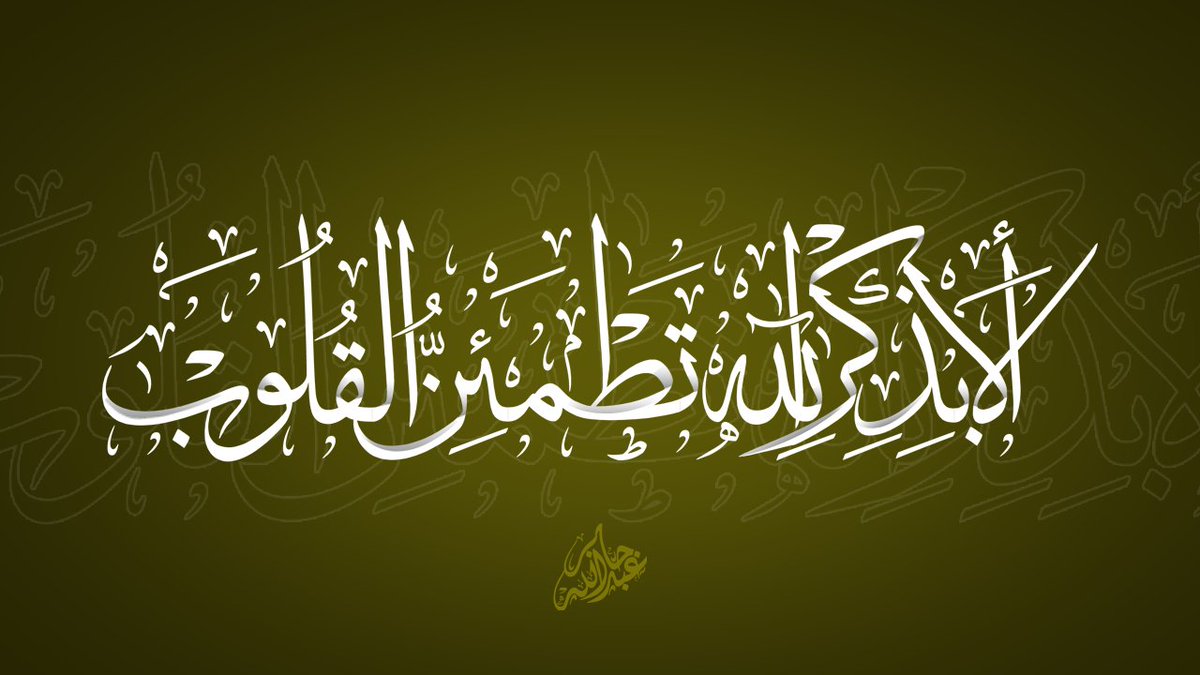 أَلَا بِذِكْرِ اللَّهِ تَطْمَئِنُّ الْقُلُوبُ